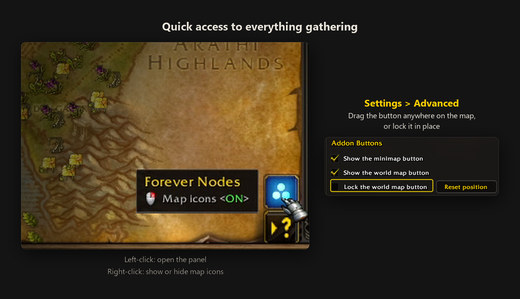 Quick access to everything gathering
ARATHI
HIGHLANDS
Forever Nodes
Map icons <ON>
?
Left-click: open the panel
Right-click: show or hide map icons
Settings > Advanced
Drag the button anywhere on the map,
or lock it in place
Addon Buttons
Show the minimap button
Show the world map button
Lock the world map button
Reset position